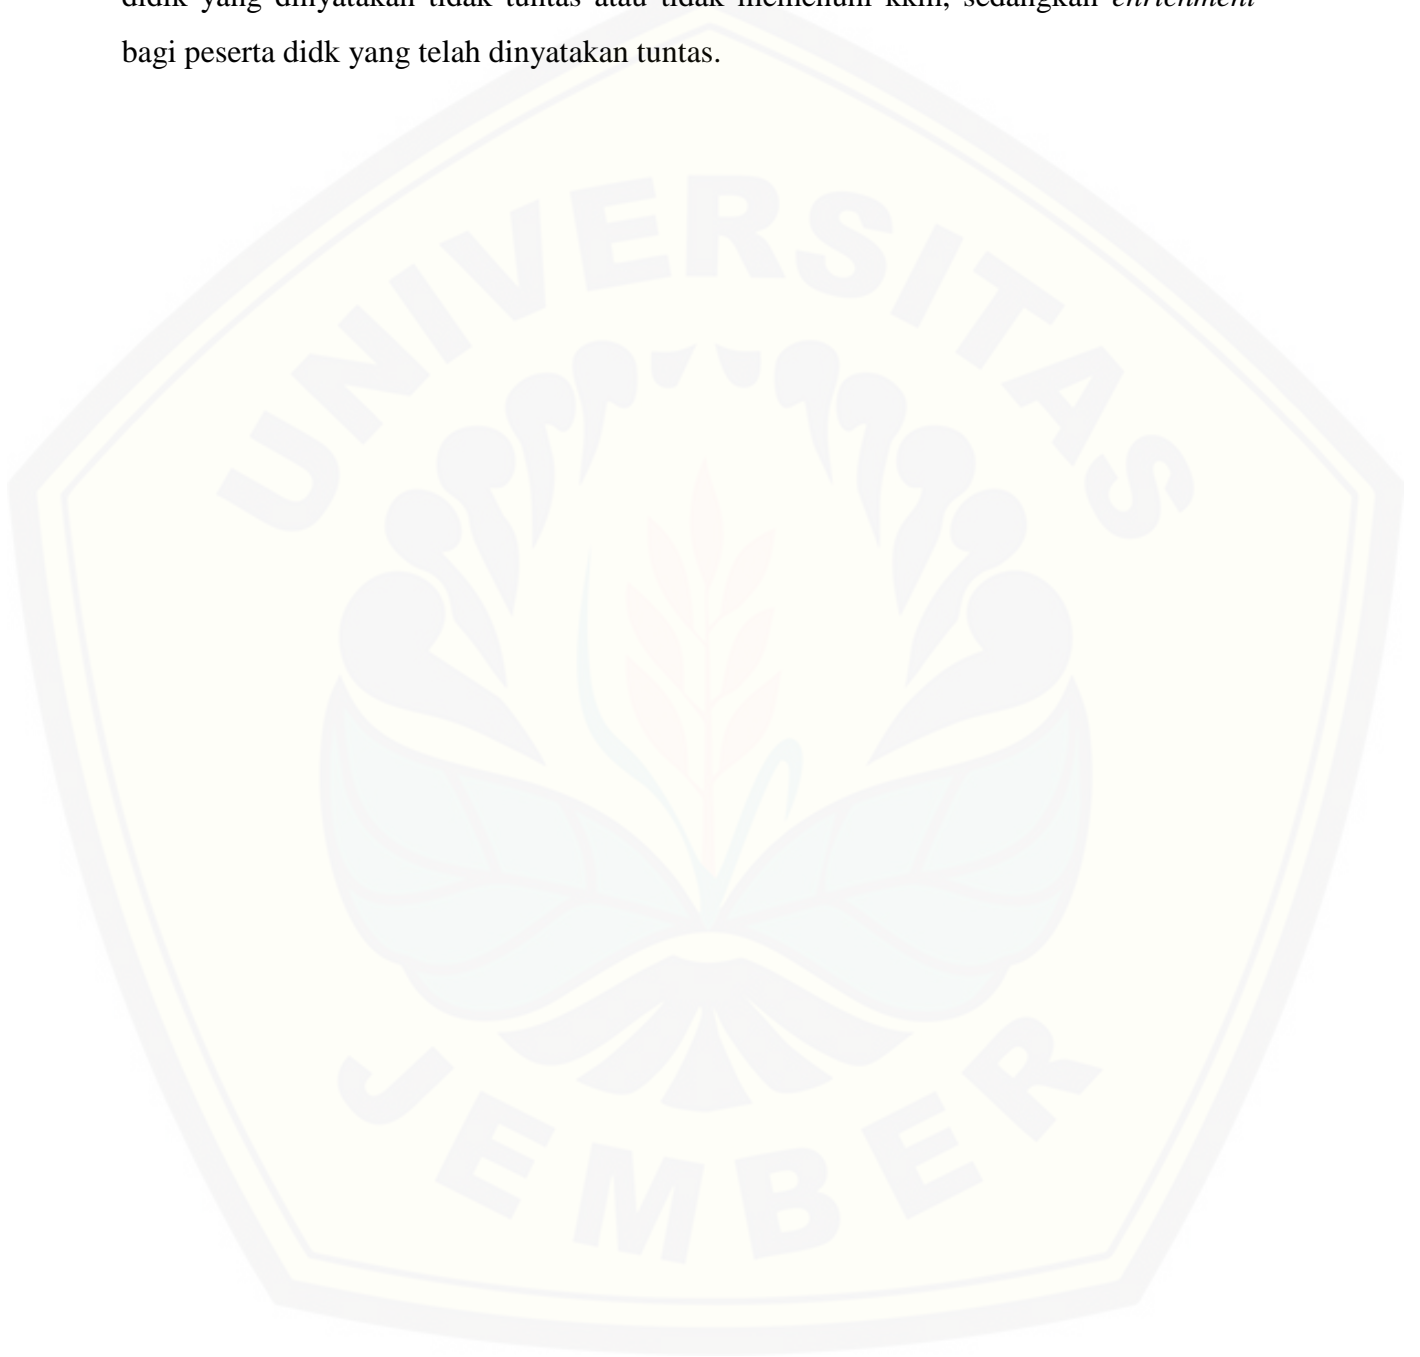 didik yang dinyatakan tidak tuntas atau tidak memenuhi kkm, sedangkan enrichment
bagi peserta didk yang telah dinyatakan tuntas.
UNIVERSITAS
JEMBER